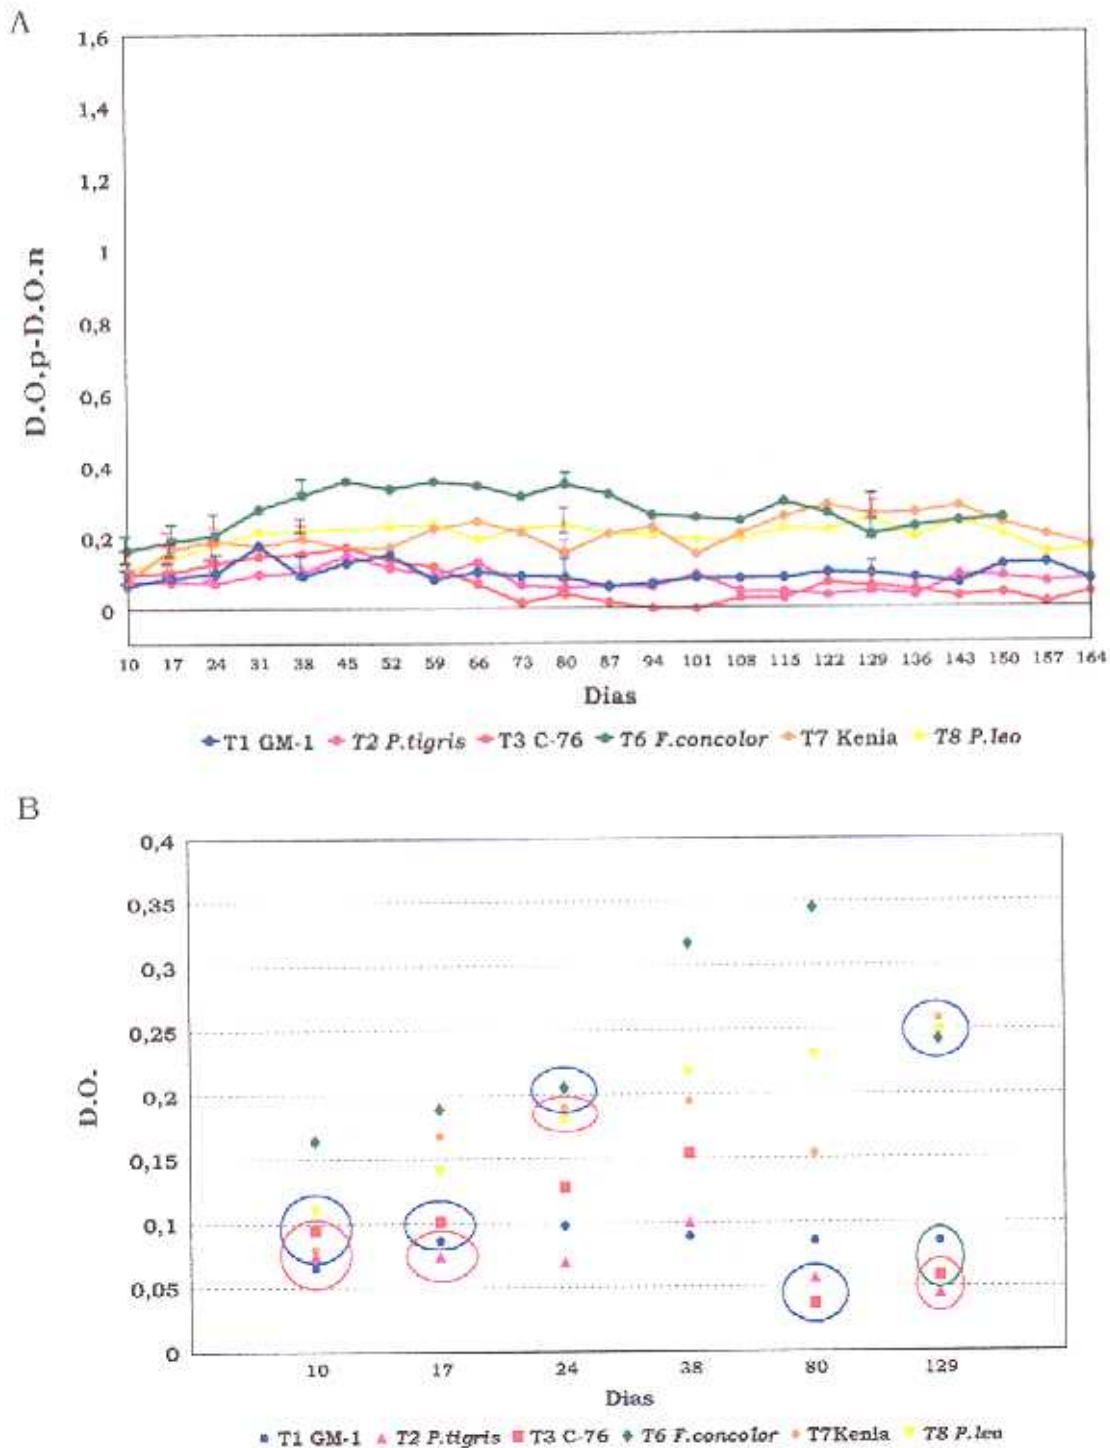 A
1,6
1,4
1,2
1
0,8
0,6
0,4
0,2
0
D.O.p-D.O.n
10 17 24 31 38 45 52 59 66 73 80 87 94 101 108 115 122 129 136 143 150 157 164
Dias
T1 GM-1 T2 P.tigris T3 C-76 T6 F.concolor T7 Kenia T8 P.leo
B
0,4
0,35
0,3
0,25
0,2
0,15
0,1
0,05
0
D.O.
10 17 24 38 80 129
Dias
T1 GM-1 T2 P.tigris T3 C-76 T6 F.concolor T7Kenia T8 P.leo